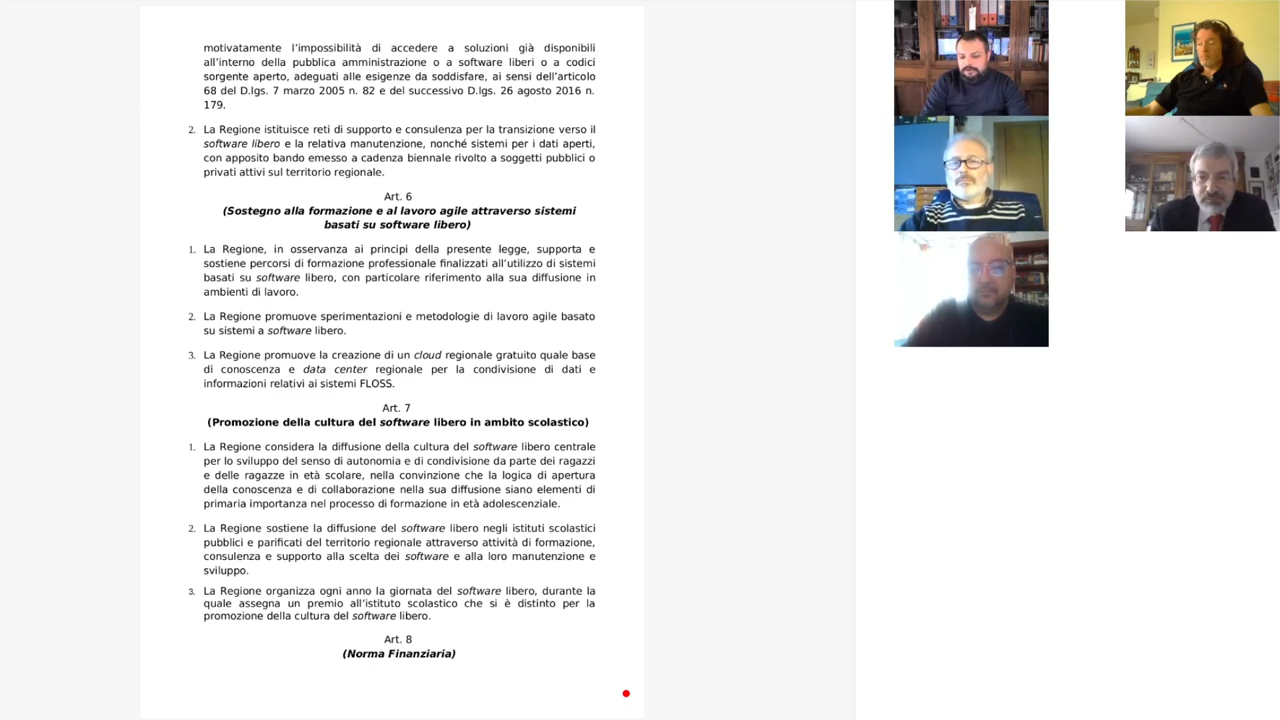 motivatamente l’impossibilità di accedere a soluzioni già disponibili
all’interno della pubblica amministrazione o a software liberi o a codici
sorgente aperto, adeguati alle esigenze da soddisfare, ai sensi dell’articolo
68 del D.lgs. 7 marzo 2005 n. 82 e del successivo D.lgs. 26 agosto 2016 n.
179.
2. La Regione istituisce reti di supporto e consulenza per la transizione verso il
software libero e la relativa manutenzione, nonché sistemi per i dati aperti,
con apposito bando emesso a cadenza biennale rivolto a soggetti pubblici o
privati attivi sul territorio regionale.
Art. 6
(Sostegno alla formazione e al lavoro agile attraverso sistemi
basati su software libero)
1. La Regione, in osservanza ai principi della presente legge, supporta e
sostiene percorsi di formazione professionale finalizzati all’utilizzo di sistemi
basati su software libero, con particolare riferimento alla sua diffusione in
ambienti di lavoro.
2. La Regione promuove sperimentazioni e metodologie di lavoro agile basato
su sistemi a software libero.
3. La Regione promuove la creazione di un cloud regionale gratuito quale base
di conoscenza e data center regionale per la condivisione di dati e
informazioni relativi ai sistemi FLOSS.
Art. 7
(Promozione della cultura del software libero in ambito scolastico)
1. La Regione considera la diffusione della cultura del software libero centrale
per lo sviluppo del senso di autonomia e di condivisione da parte dei ragazzi
e delle ragazze in età scolare, nella convinzione che la logica di apertura
della conoscenza e di collaborazione nella sua diffusione siano elementi di
primaria importanza nel processo di formazione in età adolescenziale.
2. La Regione sostiene la diffusione del software libero negli istituti scolastici
pubblici e parificati del territorio regionale attraverso attività di formazione,
consulenza e supporto alla scelta dei software e alla loro manutenzione e
sviluppo.
3. La Regione organizza ogni anno la giornata del software libero, durante la
quale assegna un premio all’istituto scolastico che si è distinto per la
promozione della cultura del software libero.
Art. 8
(Norma Finanziaria)